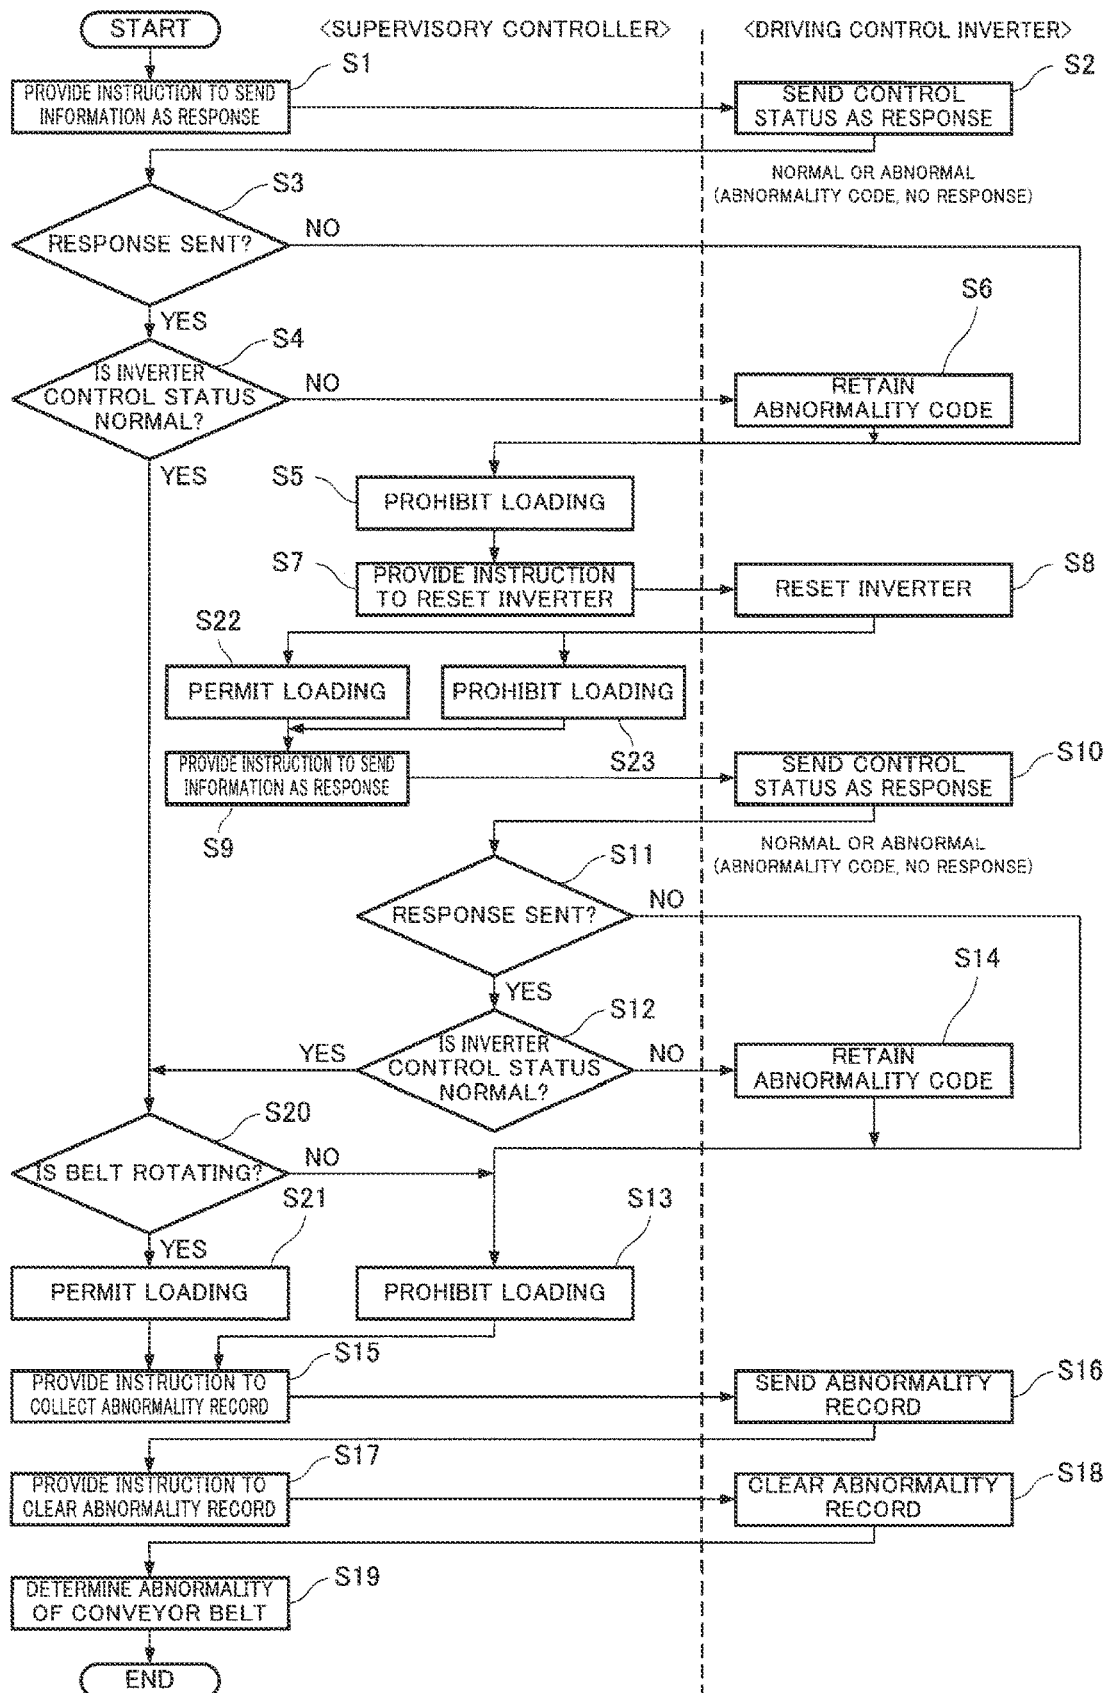 START
<SUPERVISORY CONTROLLER>
<DRIVING CONTROL INVERTER>
S1
S2
PROVIDE INSTRUCTION TO SEND
INFORMATION AS RESPONSE
SEND CONTROL
STATUS AS RESPONSE
NORMAL OR ABNORMAL
(ABNORMALITY CODE, NO RESPONSE)
S3
RESPONSE SENT?
NO
YES
S4
S6
IS INVERTER
CONTROL STATUS
NORMAL?
NO
RETAIN
ABNORMALITY CODE
YES
S5
PROHIBIT LOADING
S7
PROVIDE INSTRUCTION
TO RESET INVERTER
S8
RESET INVERTER
S22
PERMIT LOADING
PROHIBIT LOADING
S23
PROVIDE INSTRUCTION TO SEND
INFORMATION AS RESPONSE
S9
S10
SEND CONTROL
STATUS AS RESPONSE
NORMAL OR ABNORMAL
(ABNORMALITY CODE, NO RESPONSE)
S11
RESPONSE SENT?
NO
YES
S12
S14
IS INVERTER
CONTROL STATUS
NORMAL?
YES
NO
RETAIN
ABNORMALITY CODE
S20
IS BELT ROTATING?
NO
YES
S21
S13
PERMIT LOADING
PROHIBIT LOADING
S15
PROVIDE INSTRUCTION TO
COLLECT ABNORMALITY RECORD
S16
SEND ABNORMALITY
RECORD
S17
PROVIDE INSTRUCTION TO
CLEAR ABNORMALITY RECORD
S18
CLEAR ABNORMALITY
RECORD
S19
DETERMINE ABNORMALITY
OF CONVEYOR BELT
END